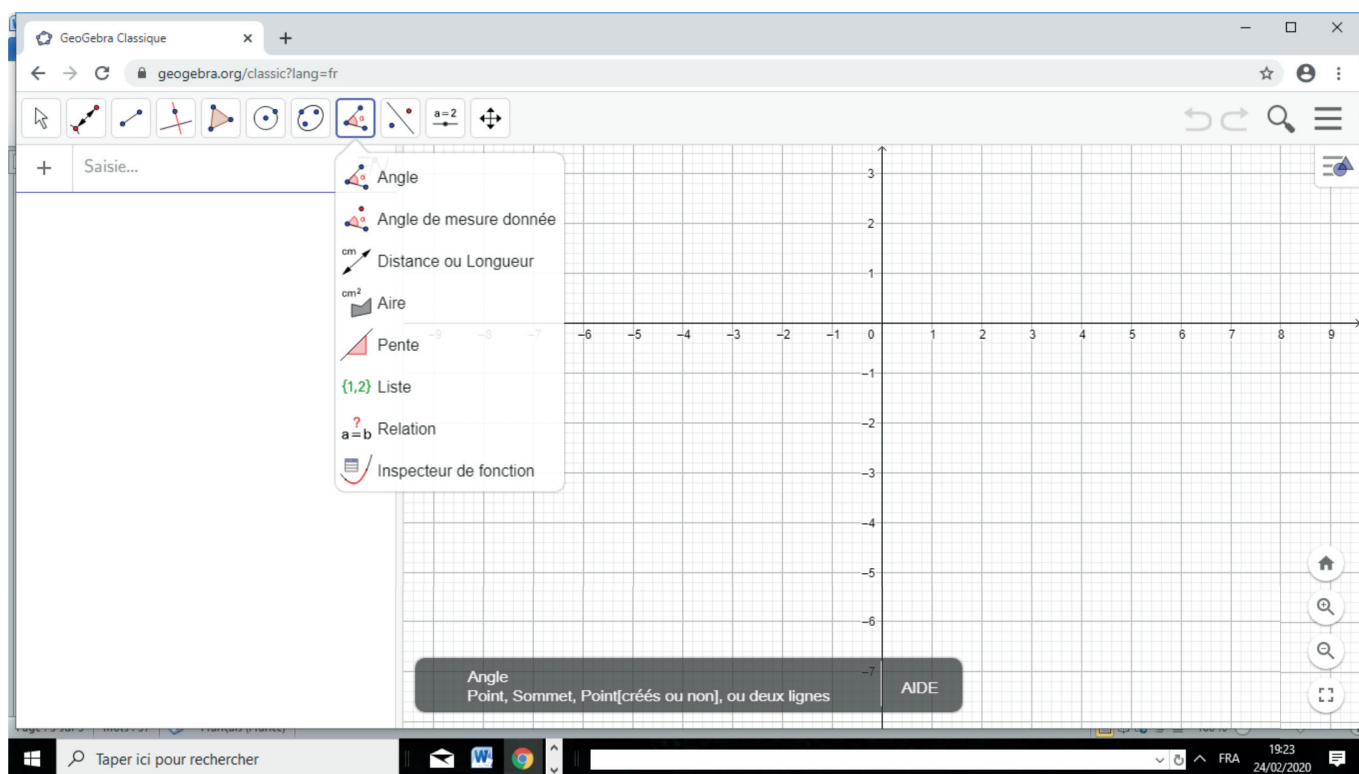 GeoGebra Classique
geogebra.org/classic?lang=fr
a=2
Saisie...
Angle
Angle de mesure donnée
cm
Distance ou Longueur
cm²
Aire
Pente
{1,2} Liste
?
a=b Relation
Inspecteur de fonction
3
2
1
-9 -8 -7 -6 -5 -4 -3 -2 -1 0 1 2 3 4 5 6 7 8 9
-1
-2
-3
-4
-5
-6
-7
Angle
Point, Sommet, Point[créés ou non], ou deux lignes
AIDE
Taper ici pour rechercher
FRA
19:23
24/02/2020